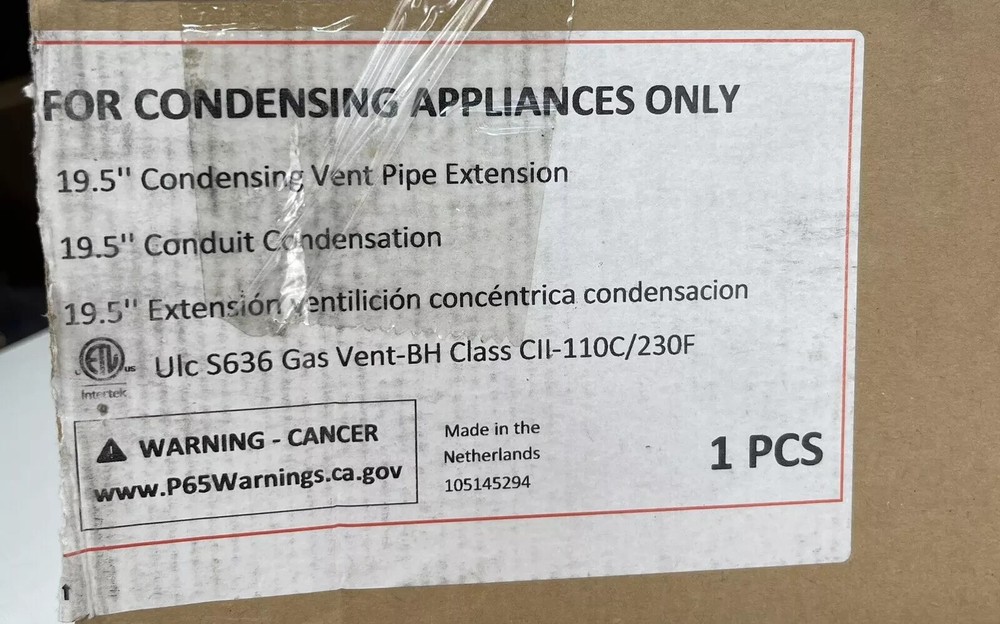 FOR CONDENSING APPLIANCES ONLY
19.5" Condensing Vent Pipe Extension
19.5" Conduit Condensation
19.5" Extensión ventilición concéntrica condensacion
ETL us
Intertek
Ulc S636 Gas Vent-BH Class CII-110C/230F
WARNING - CANCER
www.P65Warnings.ca.gov
Made in the
Netherlands
105145294
1 PCS